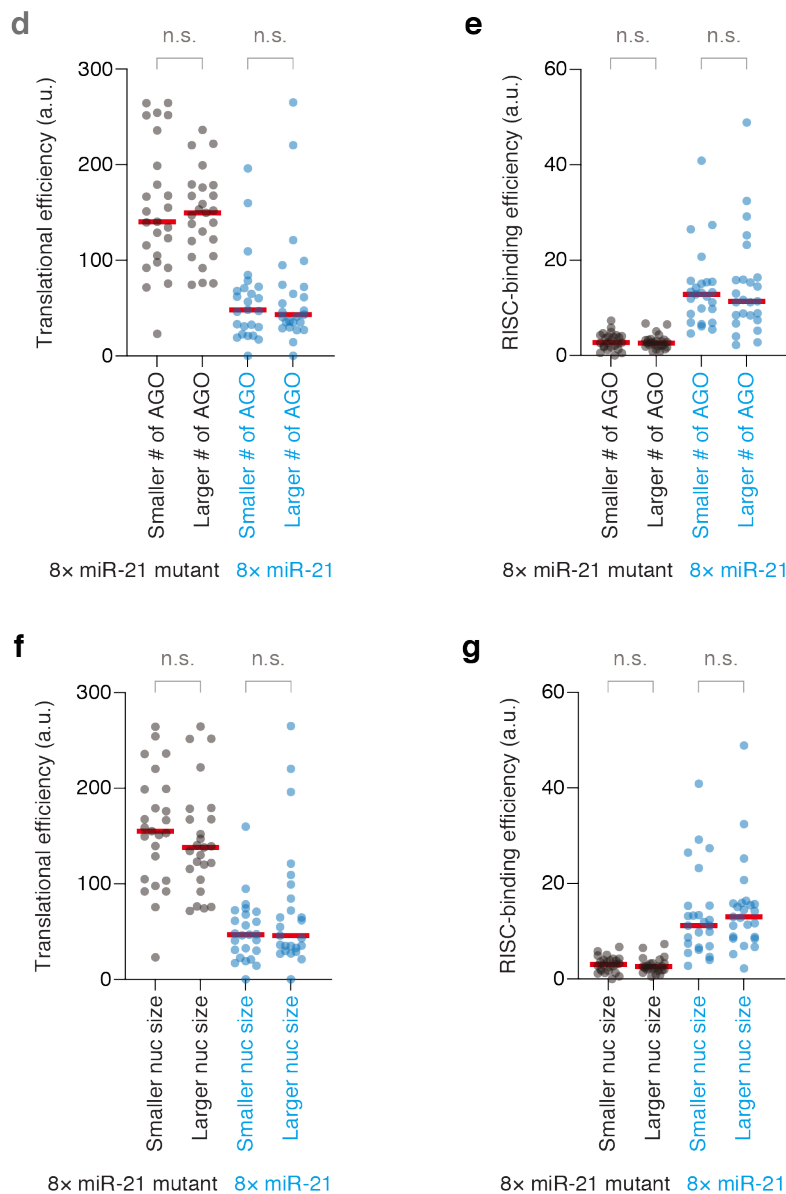 d
n.s.
n.s.
Translational efficiency (a.u.)
300
200
100
0
Smaller # of AGO
Larger # of AGO
Smaller # of AGO
Larger # of AGO
8× miR-21 mutant
8× miR-21
e
n.s.
n.s.
RISC-binding efficiency (a.u.)
60
40
20
0
Smaller # of AGO
Larger # of AGO
Smaller # of AGO
Larger # of AGO
8× miR-21 mutant
8× miR-21
f
n.s.
n.s.
Translational efficiency (a.u.)
300
200
100
0
Smaller nuc size
Larger nuc size
Smaller nuc size
Larger nuc size
8× miR-21 mutant
8× miR-21
g
n.s.
n.s.
RISC-binding efficiency (a.u.)
60
40
20
0
Smaller nuc size
Larger nuc size
Smaller nuc size
Larger nuc size
8× miR-21 mutant
8× miR-21